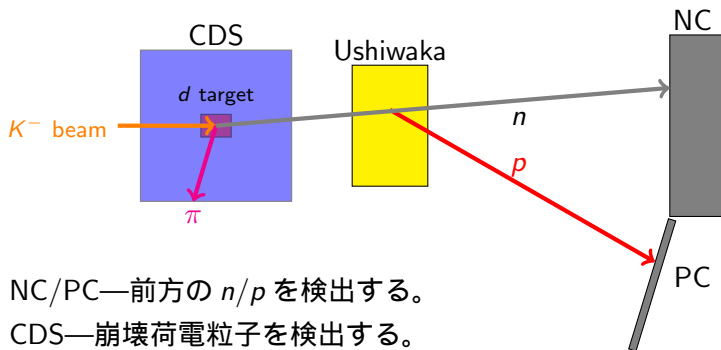 CDS
Ushiwaka
NC
d target
K⁻ beam
n
p
π
PC
NC/PC—前方の n/p を検出する。
CDS—崩壊荷電粒子を検出する。